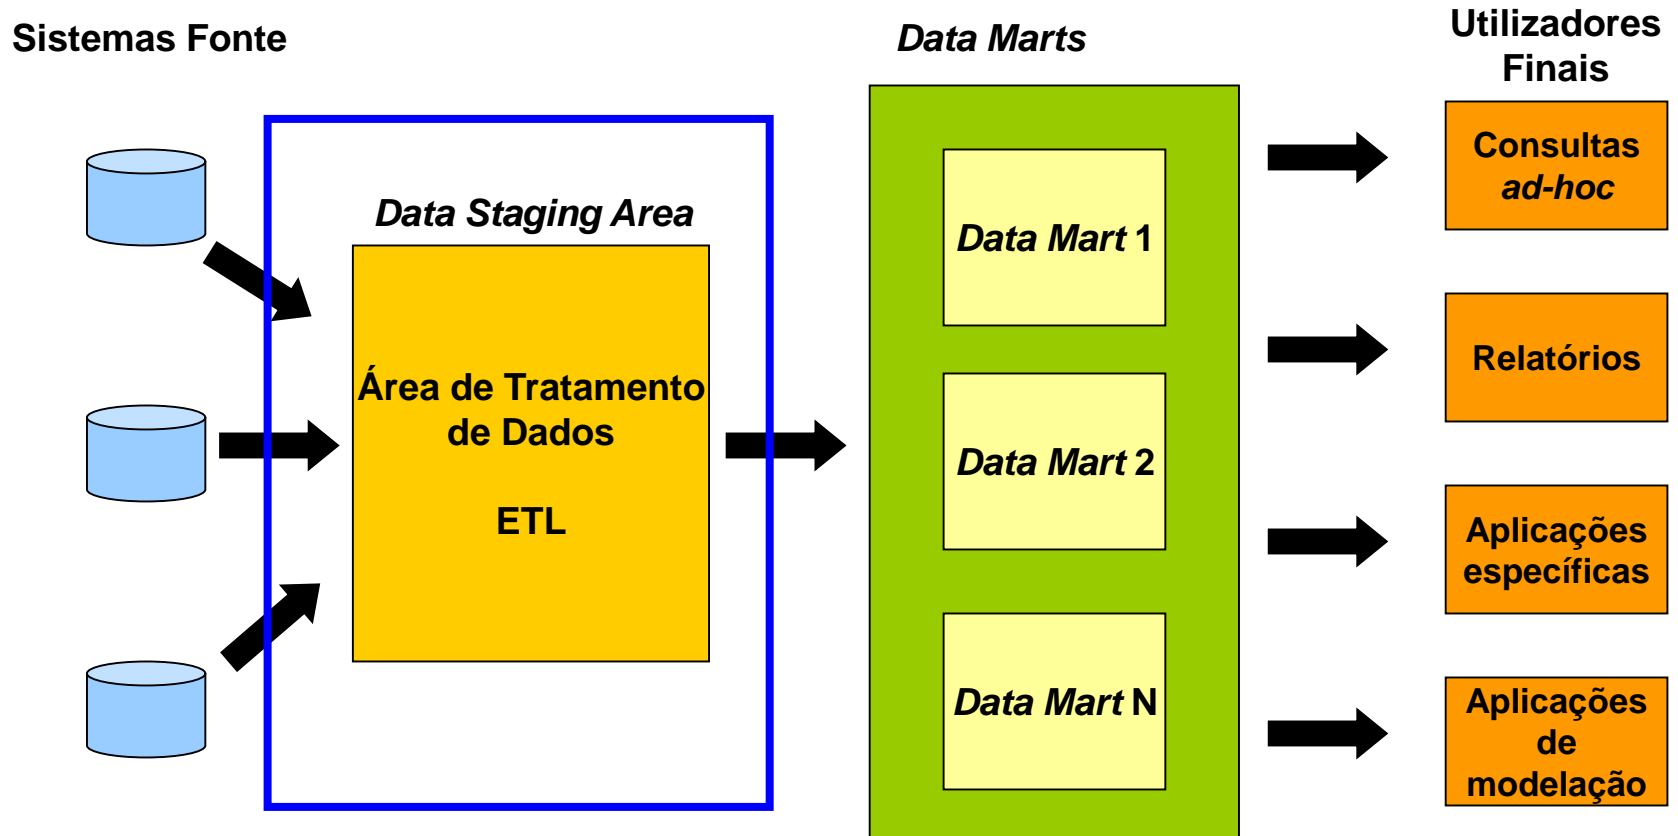 Sistemas Fonte
Data Marts
Utilizadores
Finais
Data Staging Area
Área de Tratamento
de Dados
ETL
Data Mart 1
Data Mart 2
Data Mart N
Consultas
ad-hoc
Relatórios
Aplicações
específicas
Aplicações
de
modelação